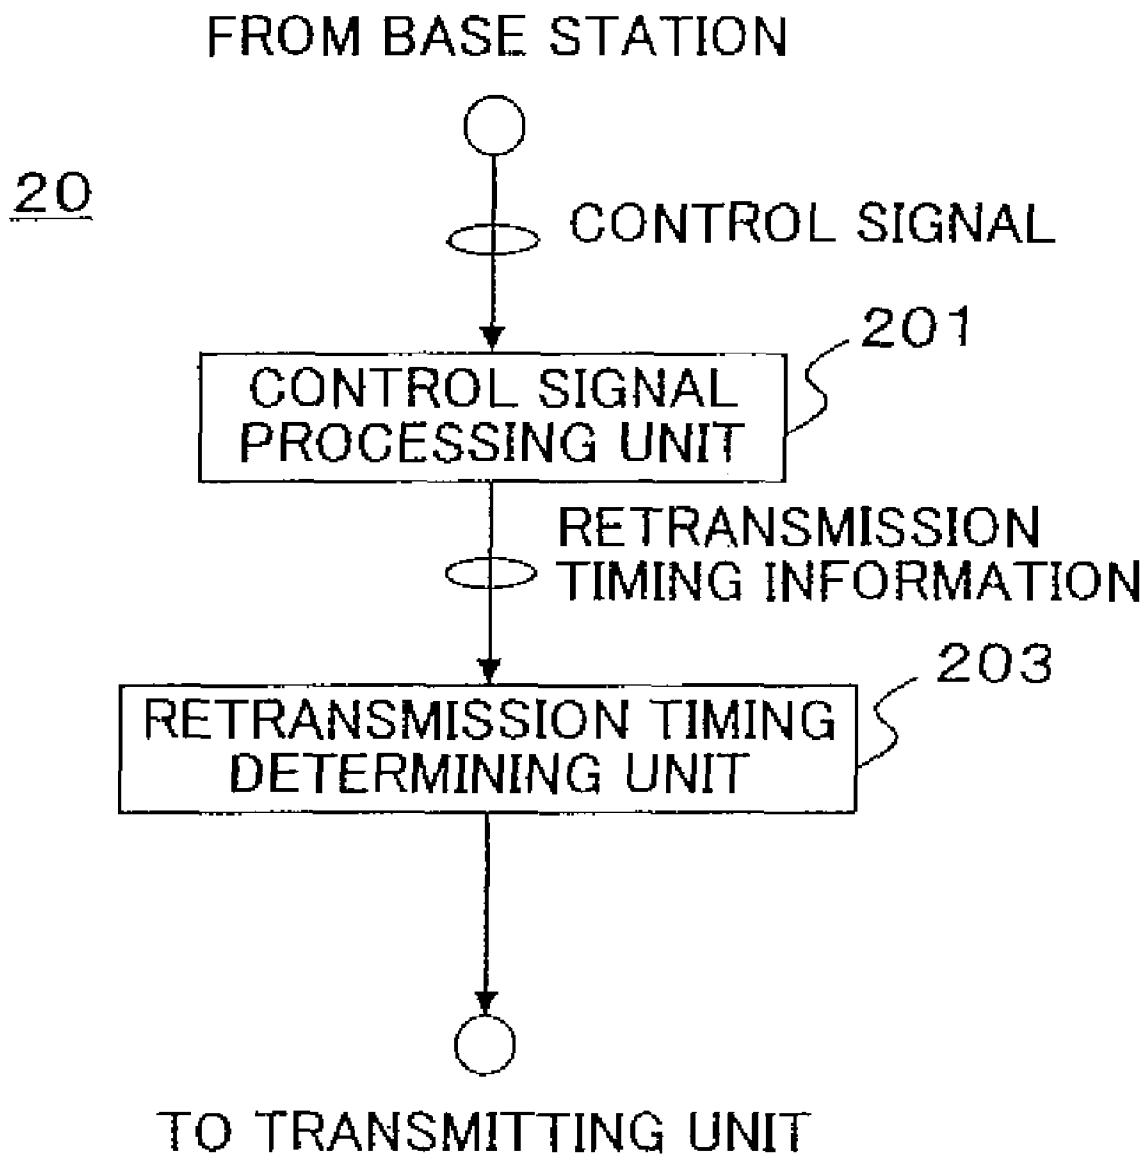 FROM BASE STATION
20
CONTROL SIGNAL
201
CONTROL SIGNAL
PROCESSING UNIT
RETRANSMISSION
TIMING INFORMATION
203
RETRANSMISSION TIMING
DETERMINING UNIT
TO TRANSMITTING UNIT